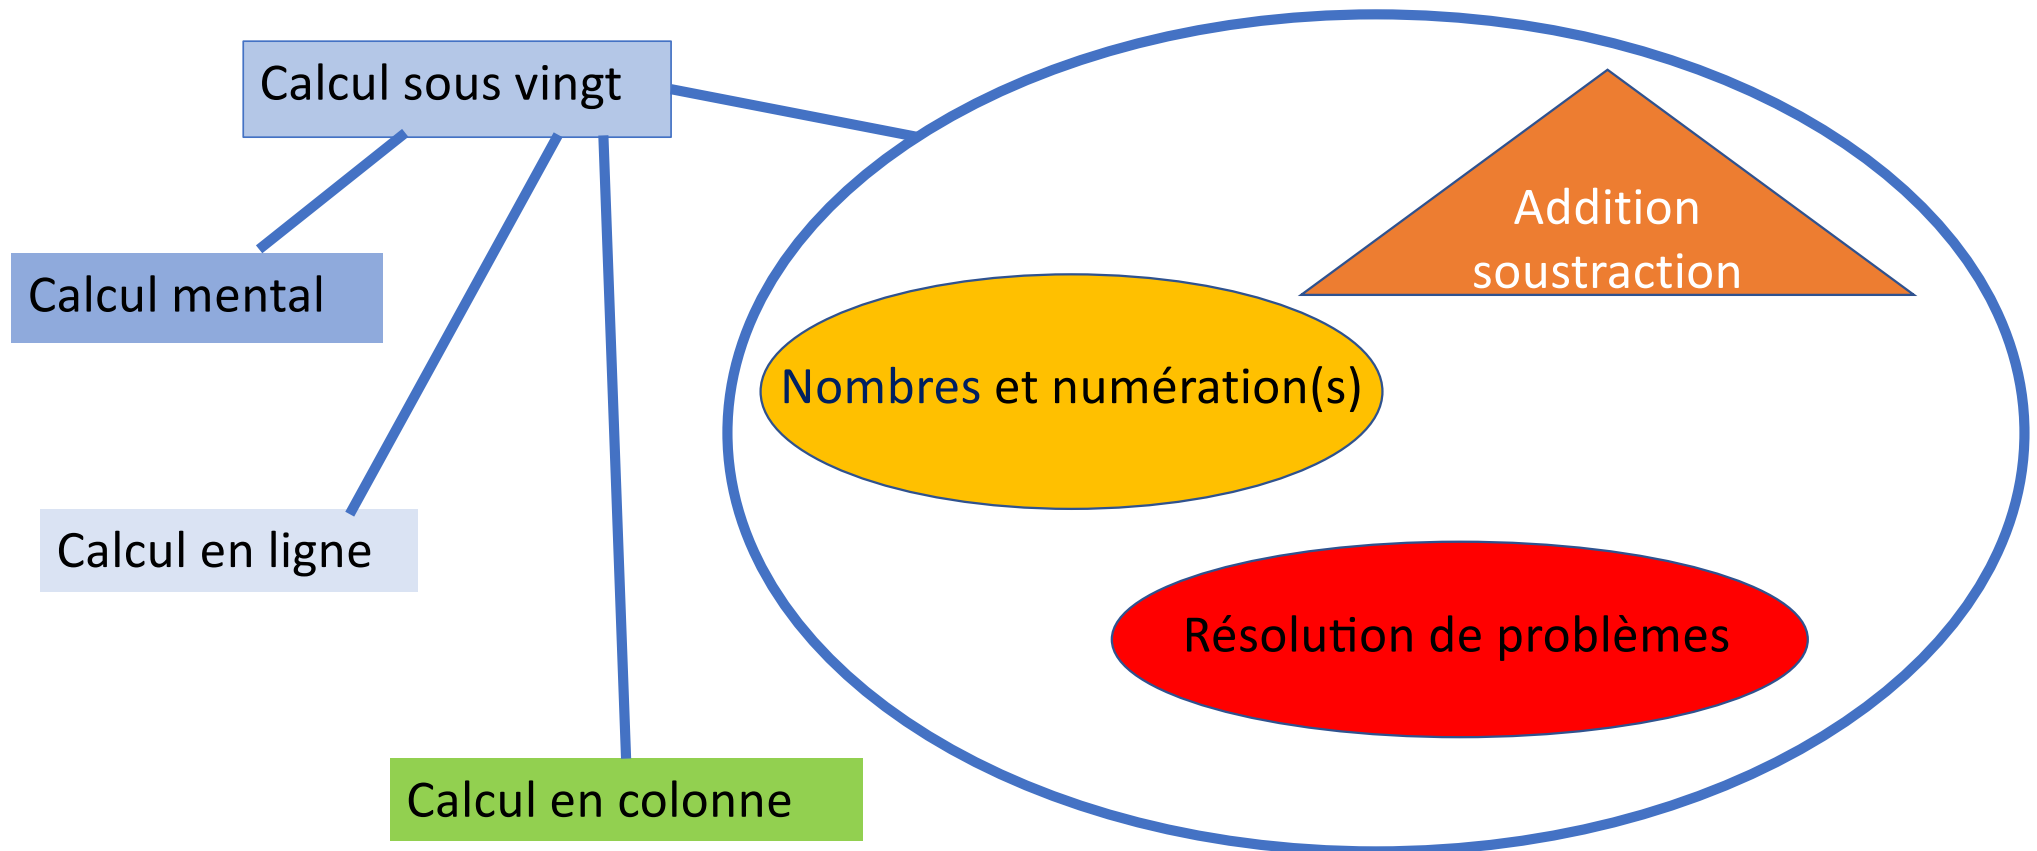 Calcul sous vingt
Addition
soustraction
Calcul mental
Nombres et numération(s)
Calcul en ligne
Résolution de problèmes
Calcul en colonne